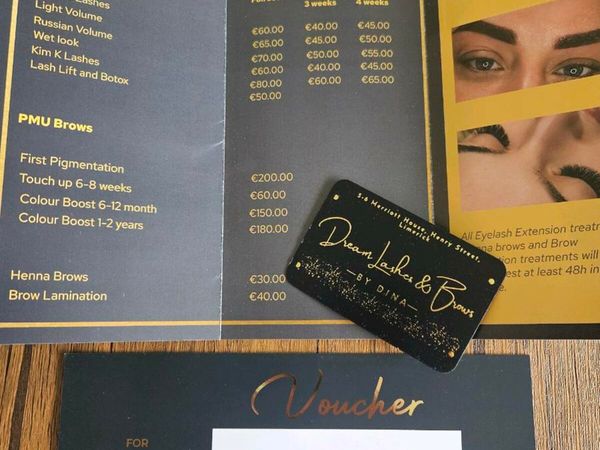 Lashes
Light Volume
Russian Volume
Wet look
Kim K Lashes
Lash Lift and Botox
3 weeks
4 weeks
€60.00 €40.00 €45.00
€65.00 €45.00 €50.00
€70.00 €50.00 €55.00
€60.00 €40.00 €45.00
€80.00 €60.00 €65.00
€50.00
PMU Brows
First Pigmentation €200.00
Touch up 6-8 weeks €60.00
Colour Boost 6-12 month €150.00
Colour Boost 1-2 years €180.00
Henna Brows €30.00
Brow Lamination €40.00
5-6 Merriott House, Henry Street,
Limerick
Dream Lashes & Brows
—BY DINA—
All Eyelash Extension
brows and Brow
treatments will
at least 48h in
Voucher
FOR